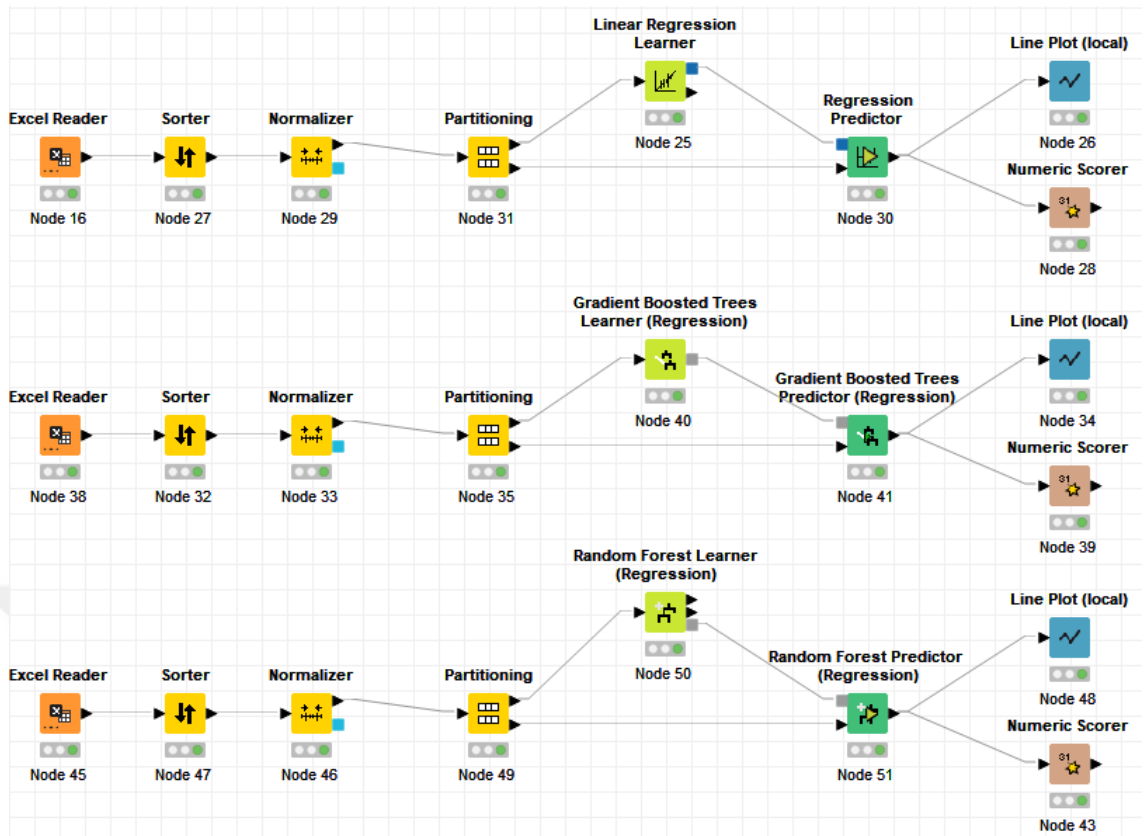 Linear Regression
Learner
Line Plot (local)
Excel Reader
Sorter
Normalizer
Partitioning
Regression
Predictor
Node 25
Node 26
Numeric Scorer
31
Node 16
Node 27
Node 29
Node 31
Node 30
Node 28
Gradient Boosted Trees
Learner (Regression)
Line Plot (local)
Excel Reader
Sorter
Normalizer
Partitioning
Gradient Boosted Trees
Predictor (Regression)
Node 40
Node 34
Numeric Scorer
31
Node 38
Node 32
Node 33
Node 35
Node 41
Node 39
Random Forest Learner
(Regression)
Line Plot (local)
Excel Reader
Sorter
Normalizer
Partitioning
Random Forest Predictor
(Regression)
Node 50
Node 48
Numeric Scorer
31
Node 45
Node 47
Node 46
Node 49
Node 51
Node 43